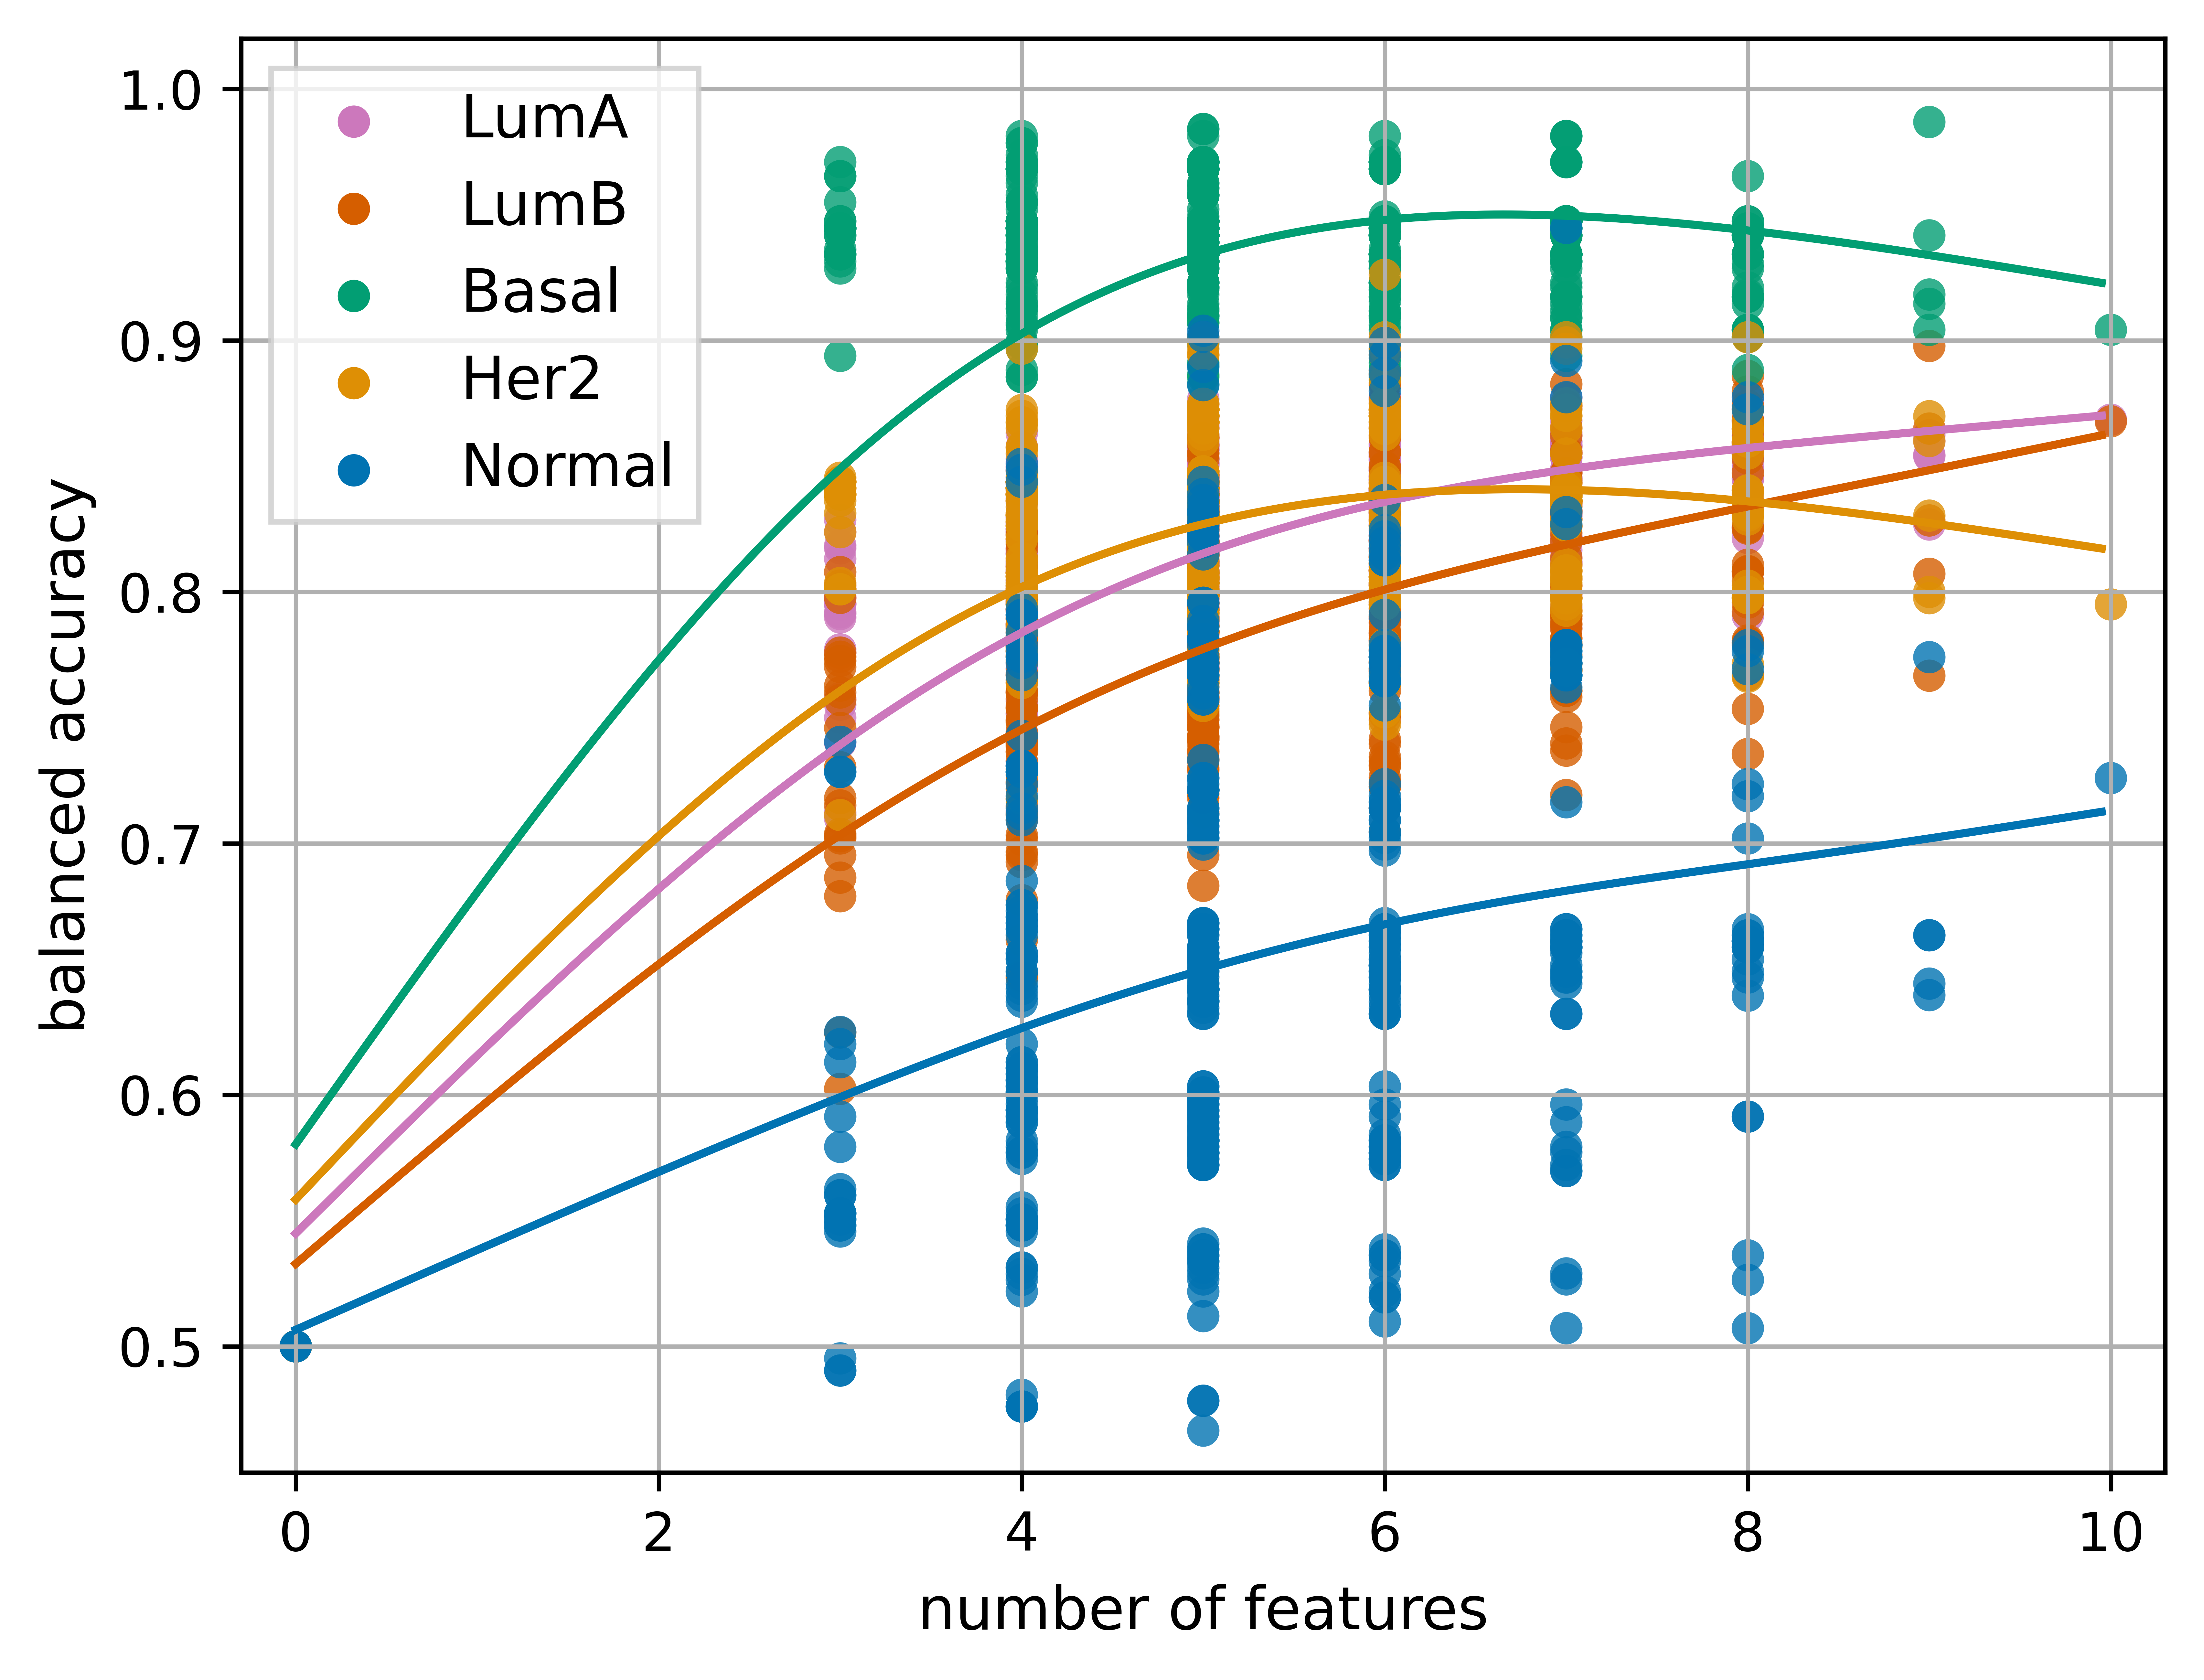 LumA
LumB
Basal
Her2
Normal
1.0
0.9
0.8
0.7
0.6
0.5
balanced accuracy
0 2 4 6 8 10
number of features